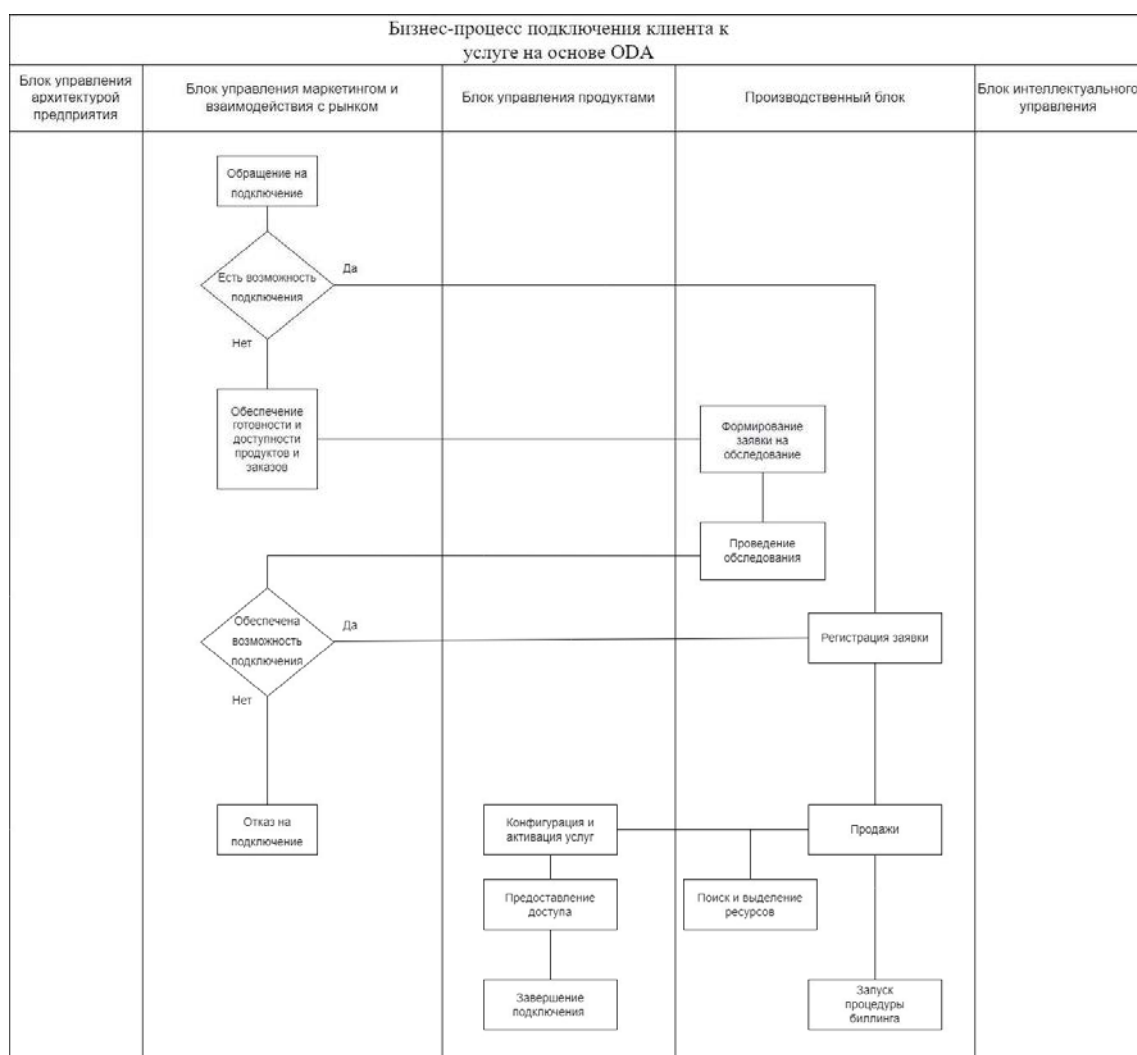 Бизнес-процесс подключения клиента к
услуге на основе ODA
Блок управления
архитектурой
предприятия
Блок управления маркетингом и
взаимодействия с рынком
Блок управления продуктами
Производственный блок
Блок интеллектуального
управления
Обращение на
подключение
Есть возможность
подключения
Да
Нет
Обеспечение
готовности и
доступности
продуктов и
заказов
Формирование
заявки на
обследование
Проведение
обследования
Обеспечена
возможность
подключения
Да
Регистрация заявки
Нет
Отказ на
подключение
Конфигурация и
активация услуг
Продажи
Предоставление
доступа
Поиск и выделение
ресурсов
Завершение
подключения
Запуск
процедуры
биллинга